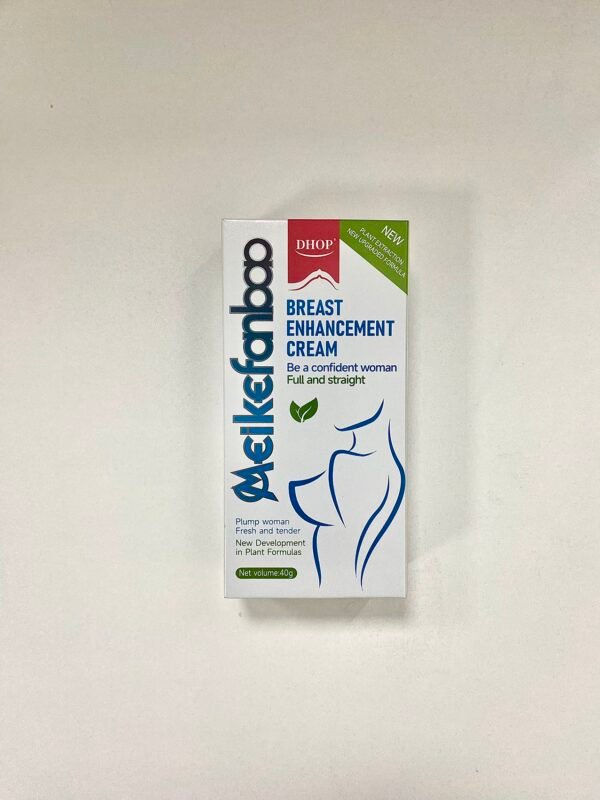 DHOP
NEW
PLANT EXTRACTION
NEW UPGRADED FORMULA
Meikefanbao
BREAST
ENHANCEMENT
CREAM
Be a confident woman
Full and straight
Plump woman
Fresh and tender
New Development
in Plant Formulas
Net volume:40g